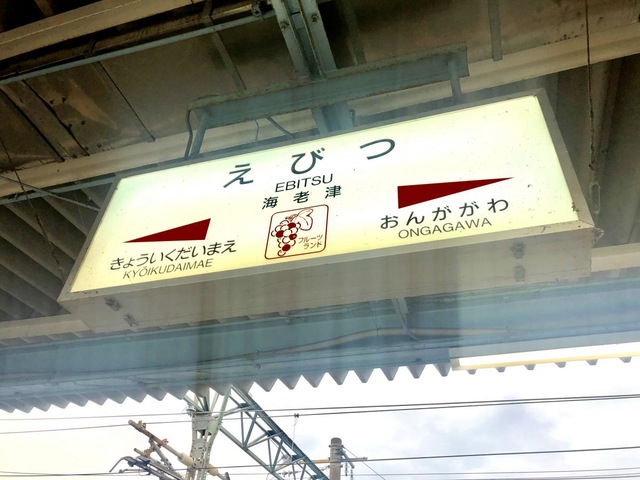 えびつ
EBITSU
海老津
きょういくだいまえ
KYŌIKUDAIMAE
フルーツ
ランド
おんががわ
ONGAGAWA